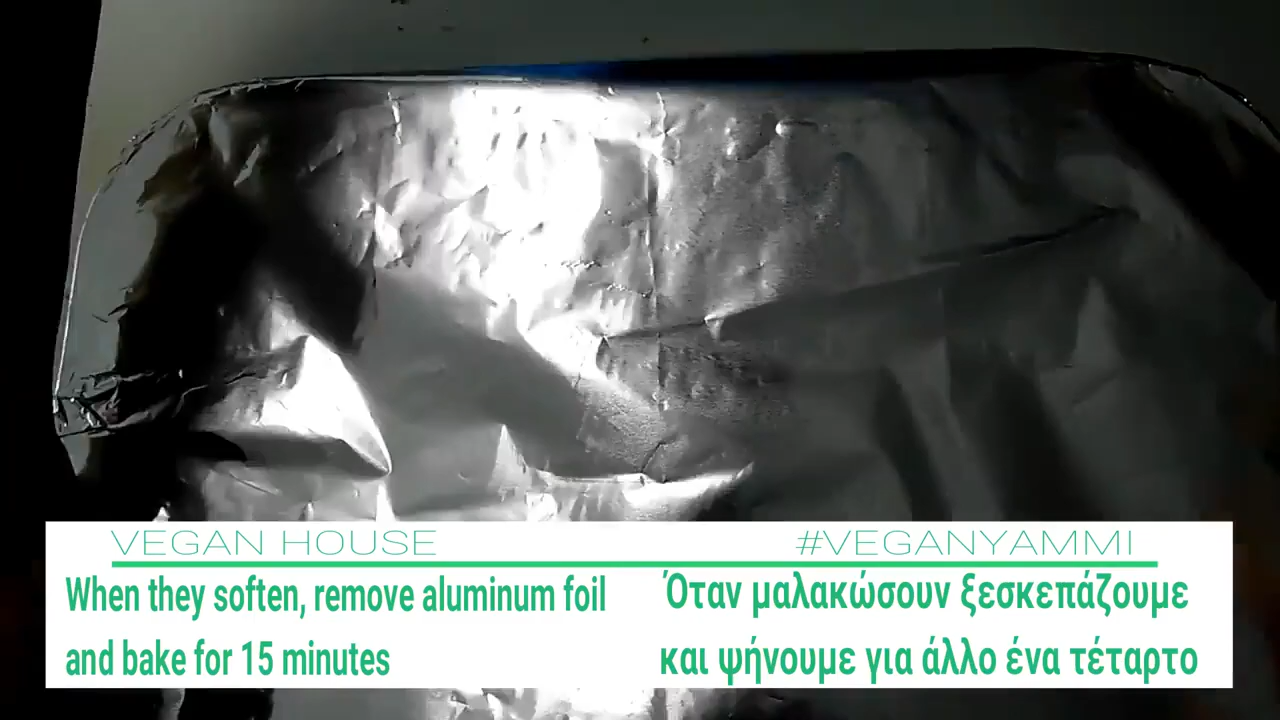 VEGAN HOUSE
#VEGANYAMMI
When they soften, remove aluminum foil
and bake for 15 minutes
Όταν μαλακώσουν ξεσκεπάζουμε
και ψήνουμε για άλλο ένα τέταρτο